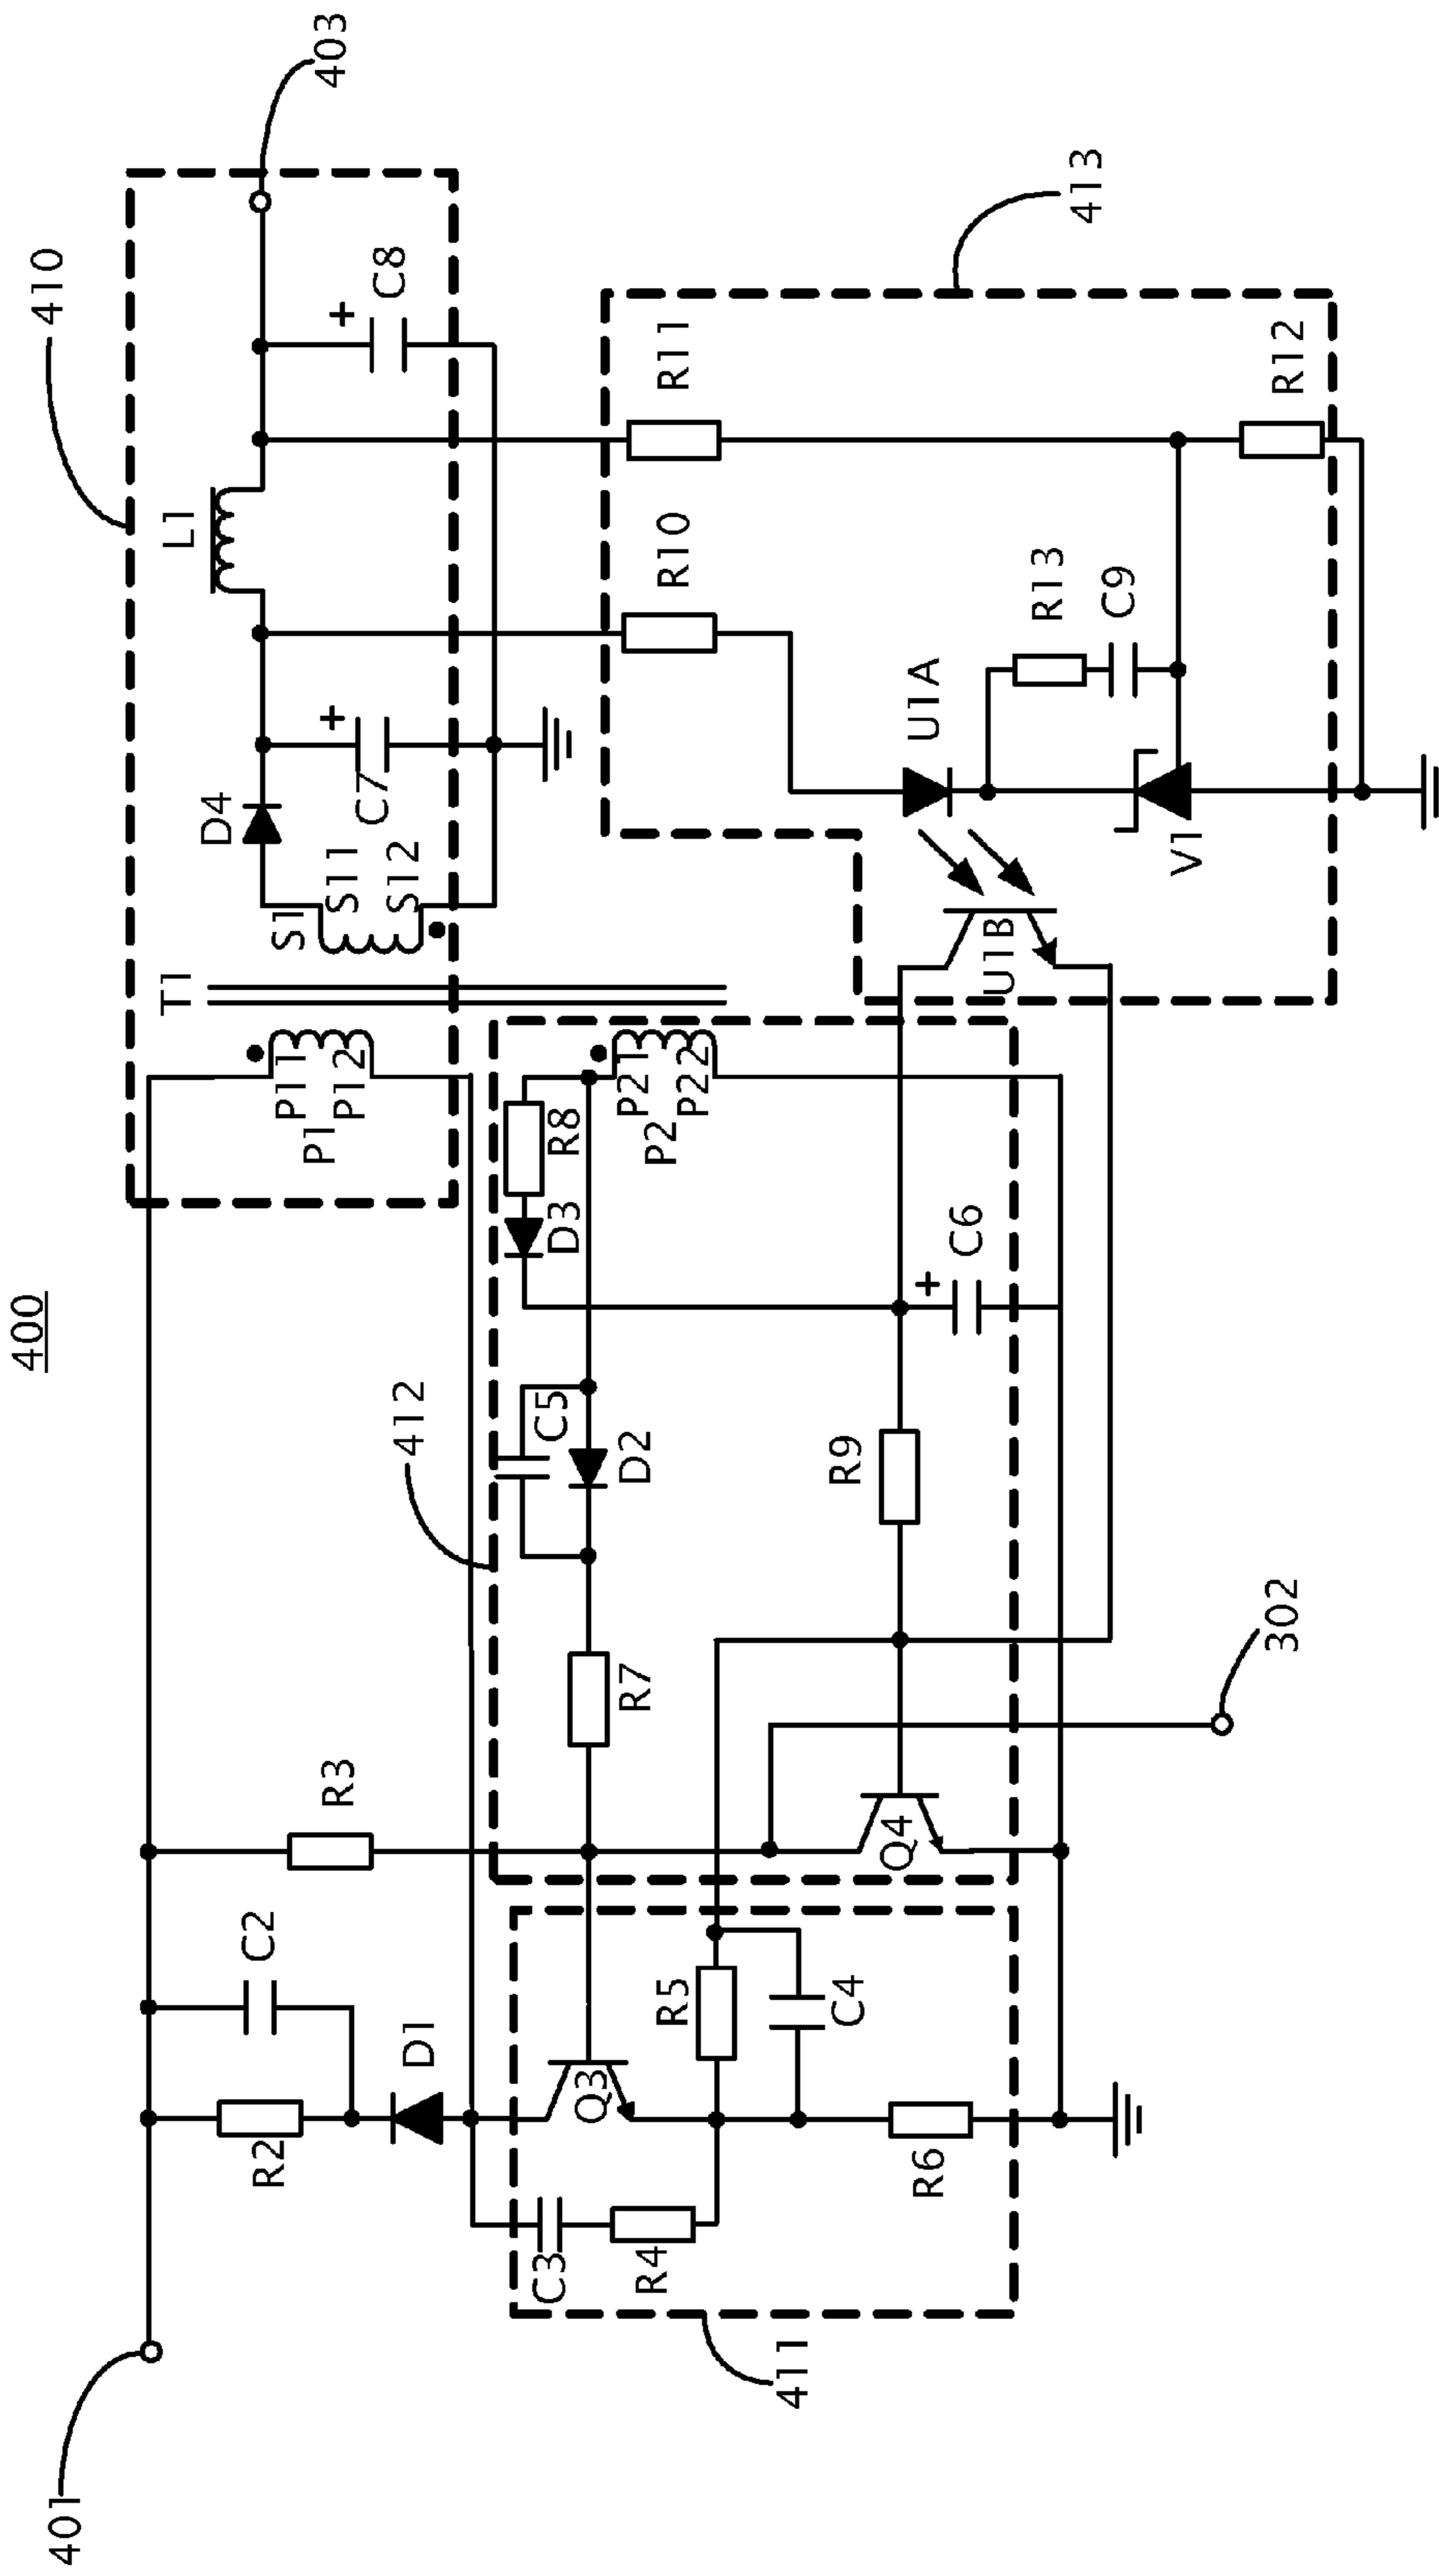 400
401
403
410
T1
P11
P12
P1
S1
S11
S12
D4
C7
+
L1
C8
+
R2
C2
D1
R3
412
C5
D2
R7
R8
D3
P21
P22
P2
C3
R4
Q3
R5
C4
R6
411
Q4
R9
C6
+
302
U1B
U1A
R10
R11
R13
C9
V1
R12
413